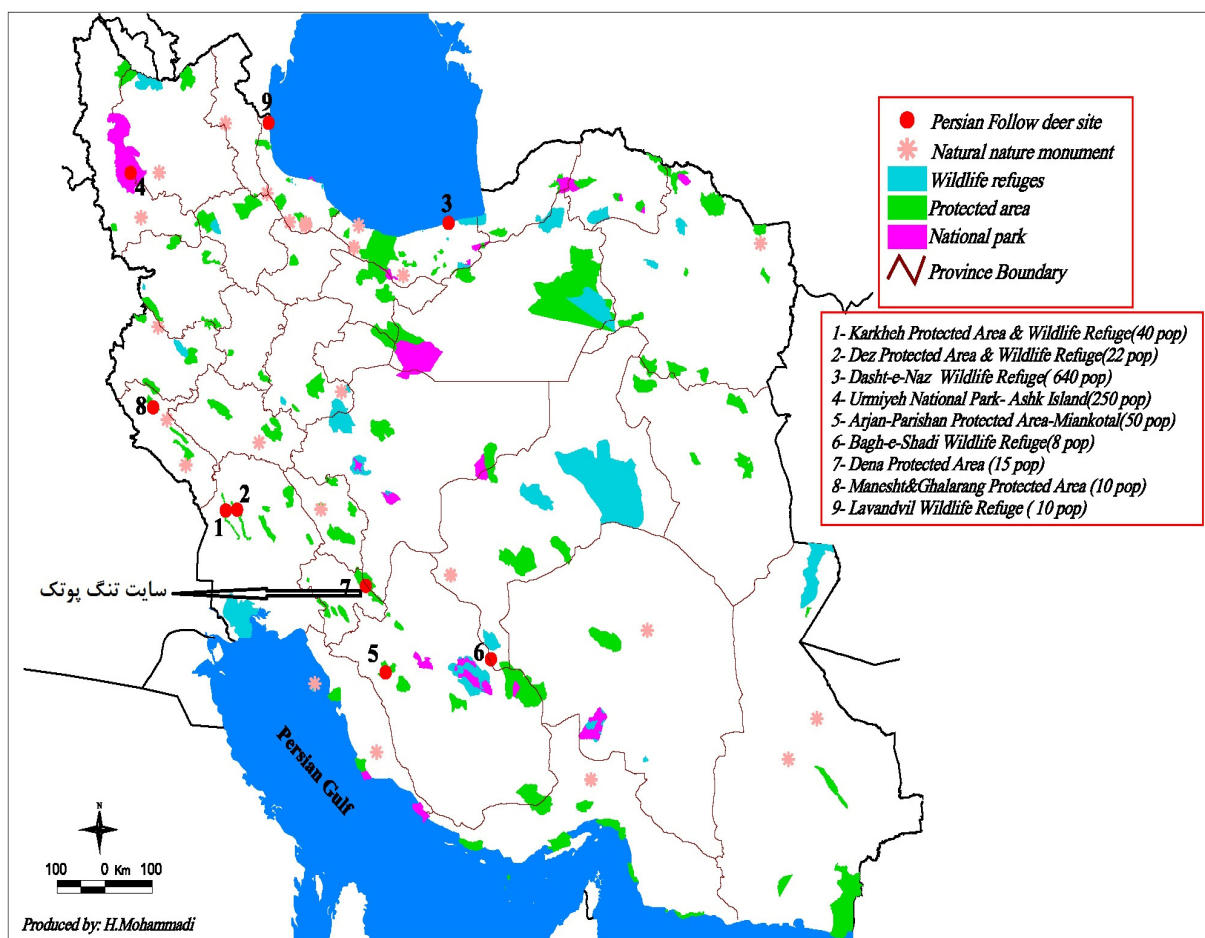 9
4
3
8
2
1
7
سایت تنگ پوتک
5
6
Persian Gulf
N
100 0 Km 100
Produced by: H.Mohammadi
Persian Follow deer site
Natural nature monument
Wildlife refuges
Protected area
National park
Province Boundary
1- Karkheh Protected Area & Wildlife Refuge(40 pop)
2- Dez Protected Area & Wildlife Refuge(22 pop)
3- Dasht-e-Naz Wildlife Refuge( 640 pop)
4- Urmiyeh National Park- Ashk Island(250 pop)
5- Arjan-Parishan Protected Area-Miankotal(50 pop)
6- Bagh-e-Shadi Wildlife Refuge(8 pop)
7- Dena Protected Area (15 pop)
8- Manesht&Ghalarang Protected Area (10 pop)
9- Lavandvil Wildlife Refuge ( 10 pop)